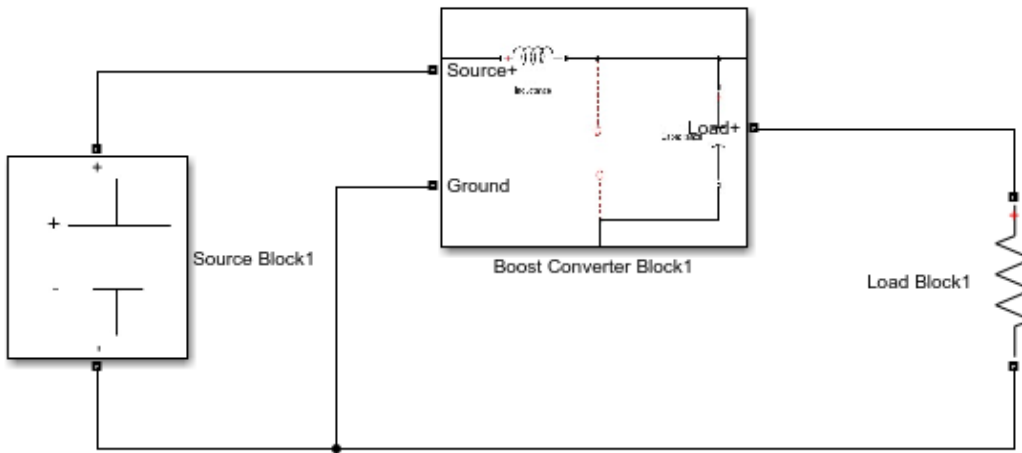 Source+
Load+
Ground
+
+
-
-
Source Block1
Boost Converter Block1
Load Block1